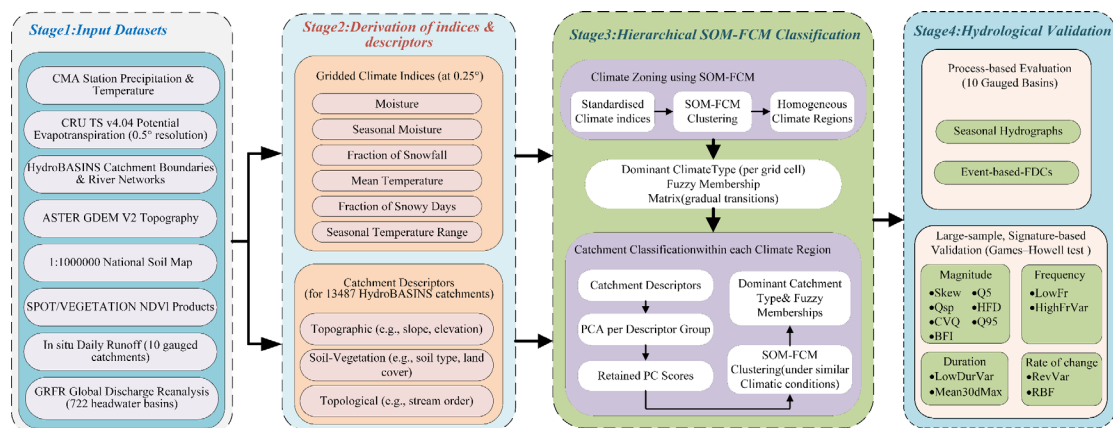 Stage1:Input Datasets
CMA Station Precipitation &
Temperature
CRU TS v4.04 Potential
Evapotranspiration (0.5° resolution)
HydroBASINS Catchment Boundaries
& River Networks
ASTER GDEM V2 Topography
1:1000000 National Soil Map
SPOT/VEGETATION NDVI Products
In situ Daily Runoff (10 gauged
catchments)
GRFR Global Discharge Reanalysis
(722 headwater basins)
Stage2:Derivation of indices &
descriptors
Gridded Climate Indices (at 0.25°)
Moisture
Seasonal Moisture
Fraction of Snowfall
Mean Temperature
Fraction of Snowy Days
Seasonal Temperature Range
Catchment Descriptors
(for 13487 HydroBASINS catchments)
Topographic (e.g., slope, elevation)
Soil-Vegetation (e.g., soil type, land
cover)
Topological (e.g., stream order)
Stage3:Hierarchical SOM-FCM Classification
Climate Zoning using SOM-FCM
Standardised
Climate indices
SOM-FCM
Clustering
Homogeneous
Climate Regions
Dominant ClimateType (per grid cell)
Fuzzy Membership
Matrix(gradual transitions)
Catchment Classificationwithin each Climate Region
Catchment Descriptors
PCA per Descriptor Group
Retained PC Scores
Dominant Catchment
Type& Fuzzy
Memberships
SOM-FCM
Clustering(under similar
Climatic conditions)
Stage4:Hydrological Validation
Process-based Evaluation
(10 Gauged Basins)
Seasonal Hydrographs
Event-based-FDCs
Large-sample, Signature-based
Validation (Games–Howell test )
Magnitude
●Skew ●Q5
●Qsp ●HFD
●CVQ ●Q95
●BFI
Frequency
●LowFr
●HighFrVar
Duration
●LowDurVar
●Mean30dMax
Rate of change
●RevVar
●RBF